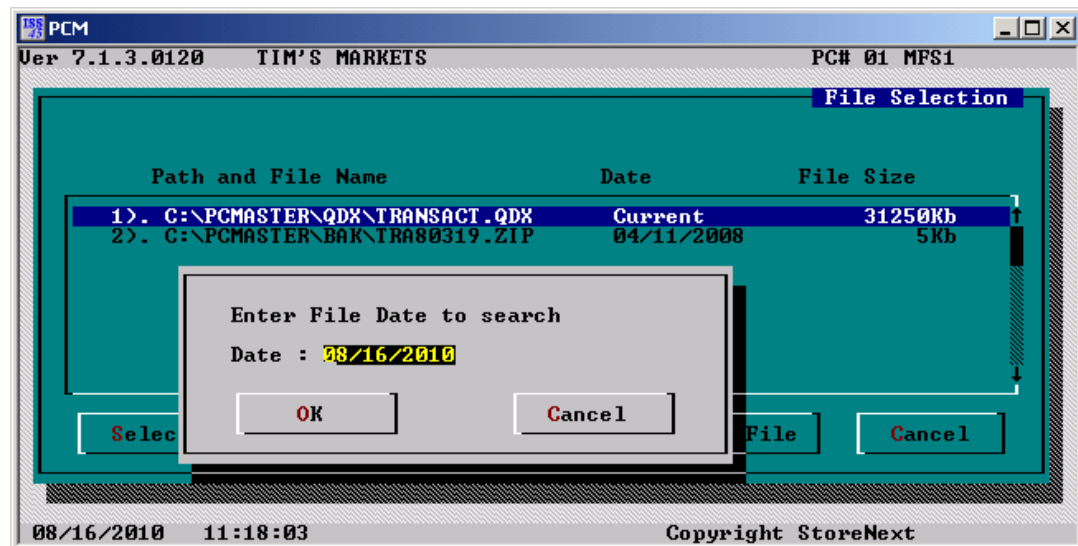 ISS 45 PCM
Ver 7.1.3.0120 TIM'S MARKETS PC# 01 MFS1
File Selection
Path and File Name Date File Size
1). C:\PCMASTER\QDX\TRANSACT.QDX Current 31250Kb
2). C:\PCMASTER\BAK\TRA80319.ZIP 04/11/2008 5Kb
Enter File Date to search
Date : 08/16/2010
OK Cancel
Selec File Cancel
08/16/2010 11:18:03 Copyright StoreNext